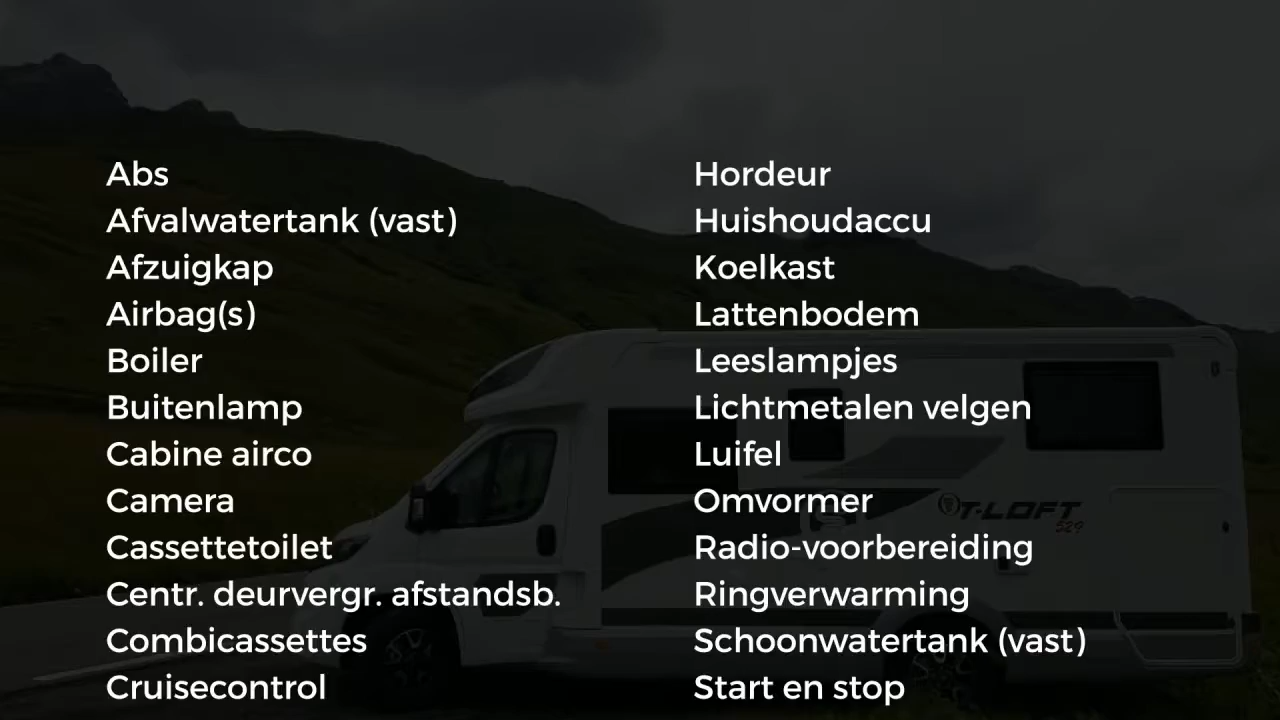 Abs
Afvalwatertank (vast)
Afzuigkap
Airbag(s)
Boiler
Buitenlamp
Cabine airco
Camera
Cassettetoilet
Centr. deurvergr. afstandsb.
Combicassettes
Cruisecontrol
Hordeur
Huishoudaccu
Koelkast
Lattenbodem
Leeslampjes
Lichtmetalen velgen
Luifel
Omvormer
Radio-voorbereiding
Ringverwarming
Schoonwatertank (vast)
Start en stop
T-LOFT
529